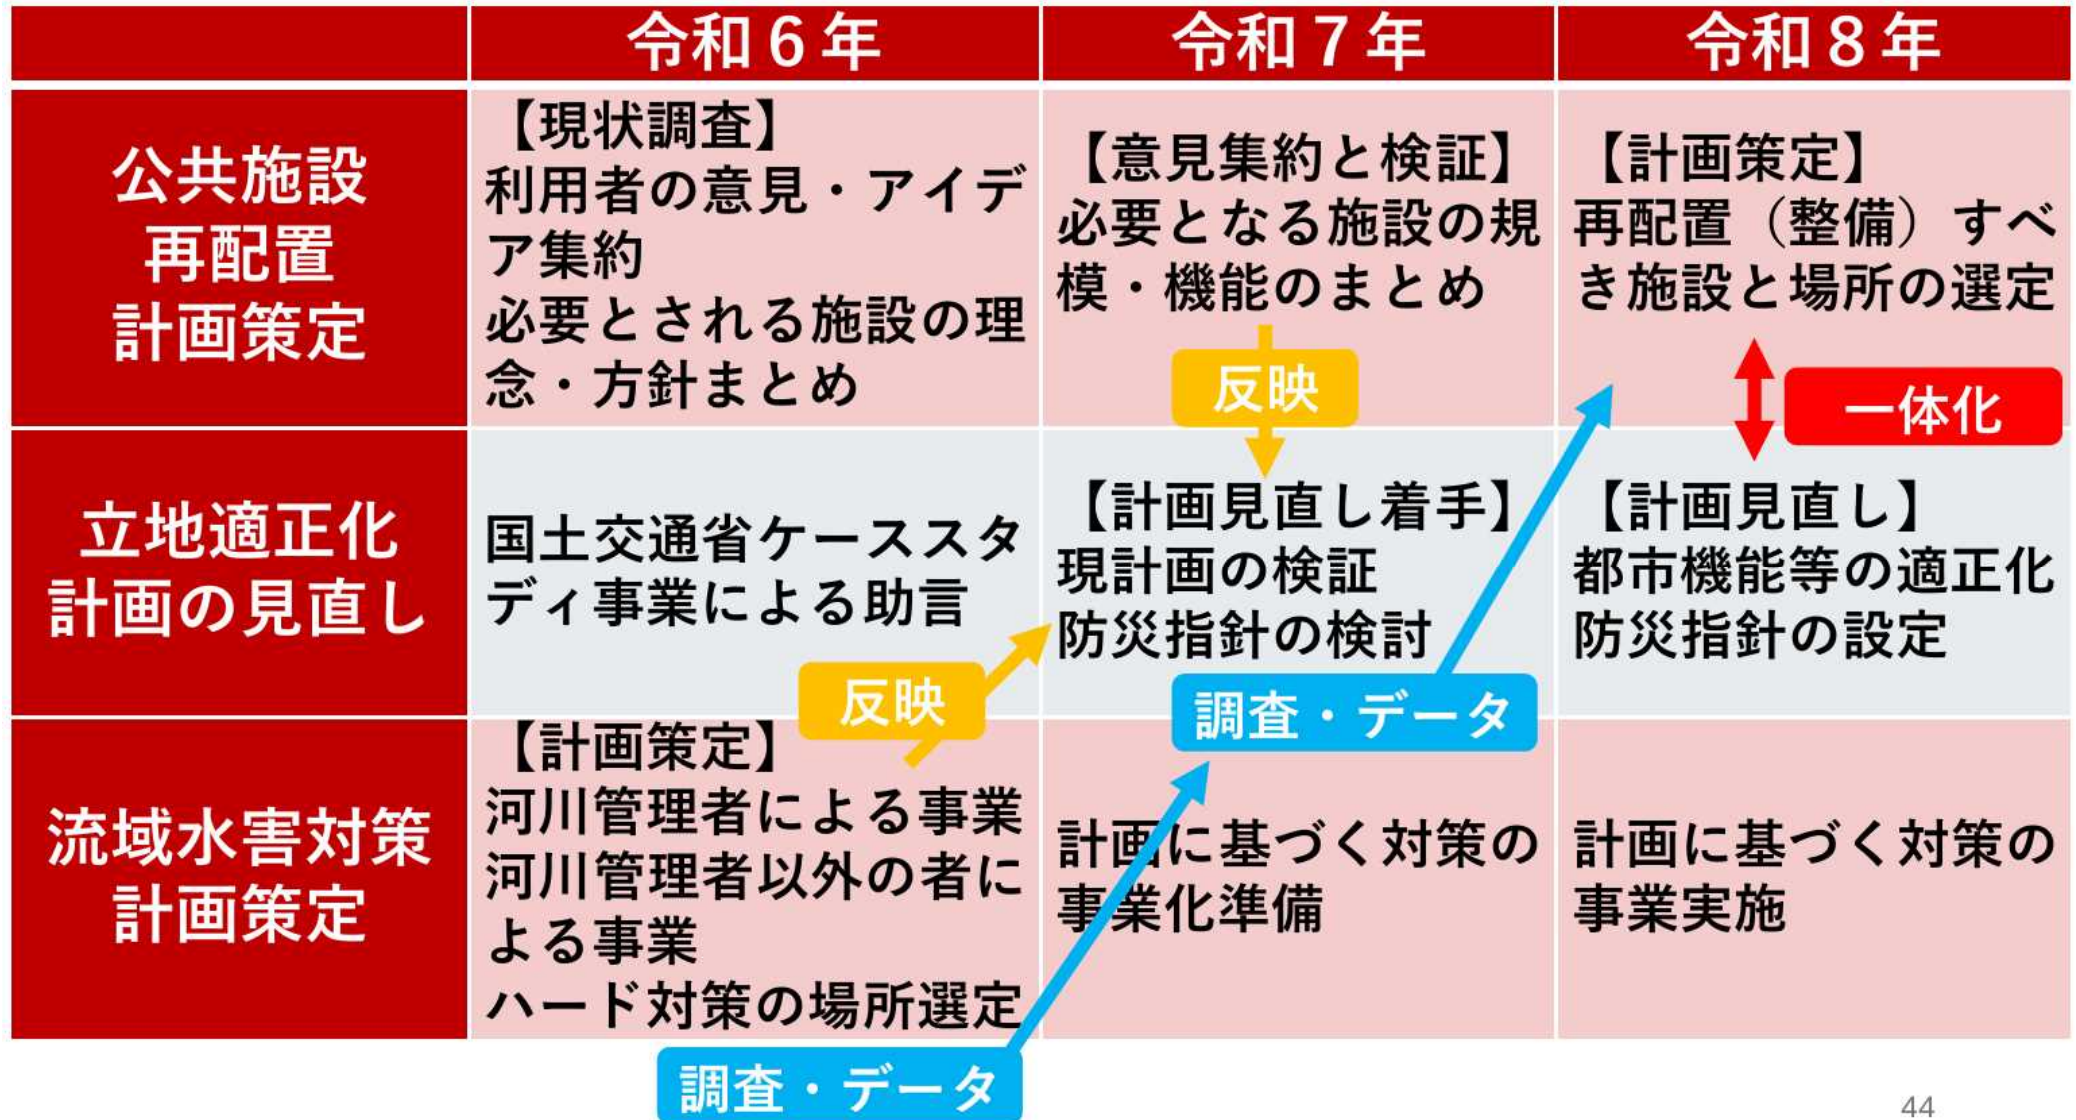 令和６年
令和７年
令和８年
公共施設
再配置
計画策定
【現状調査】
利用者の意見・アイデ
ア集約
必要とされる施設の理
念・方針まとめ
【意見集約と検証】
必要となる施設の規
模・機能のまとめ
反映
【計画策定】
再配置（整備）すべ
き施設と場所の選定
一体化
立地適正化
計画の見直し
国土交通省ケーススタ
ディ事業による助言
反映
【計画見直し着手】
現計画の検証
防災指針の検討
調査・データ
【計画見直し】
都市機能等の適正化
防災指針の設定
流域水害対策
計画策定
【計画策定】
河川管理者による事業
河川管理者以外の者に
よる事業
ハード対策の場所選定
調査・データ
計画に基づく対策の
事業化準備
計画に基づく対策の
事業実施
44